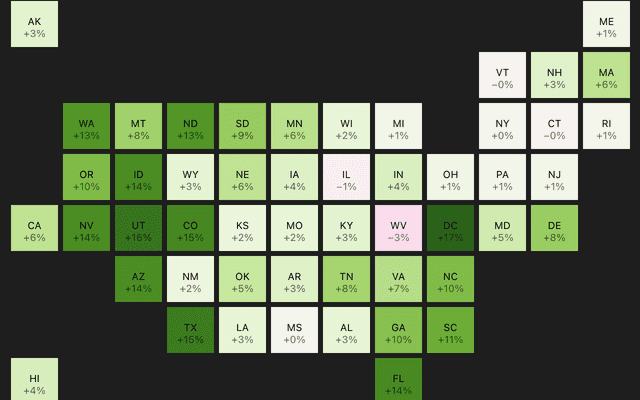 AK
+3%
ME
+1%
VT
−0%
NH
+3%
MA
+6%
WA
+13%
MT
+8%
ND
+13%
SD
+9%
MN
+6%
WI
+2%
MI
+1%
NY
+0%
CT
−0%
RI
+1%
OR
+10%
ID
+14%
WY
+3%
NE
+6%
IA
+4%
IL
−1%
IN
+4%
OH
+1%
PA
+1%
NJ
+1%
CA
+6%
NV
+14%
UT
+16%
CO
+15%
KS
+2%
MO
+2%
KY
+3%
WV
−3%
DC
+17%
MD
+5%
DE
+8%
AZ
+14%
NM
+2%
OK
+5%
AR
+3%
TN
+8%
VA
+7%
NC
+10%
TX
+15%
LA
+3%
MS
+0%
AL
+3%
GA
+10%
SC
+11%
HI
+4%
FL
+14%